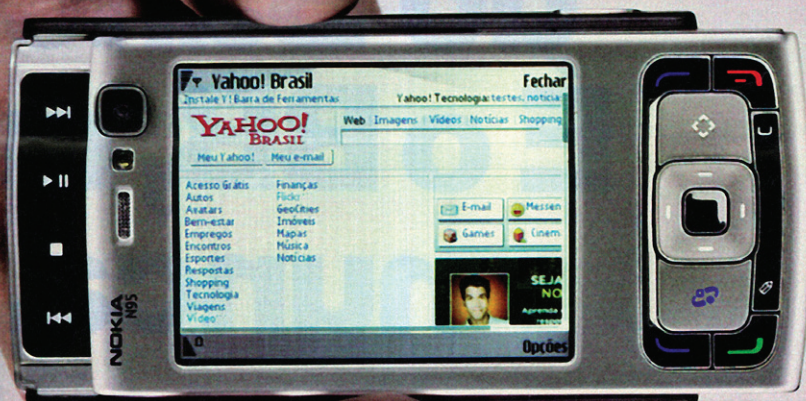 Yahoo! Brasil
Fechar
Instale Y! Barra de Ferramentas
Yahoo! Tecnologia: testes, noticia
YAHOO!
BRASIL
Web Imagens Vídeos Notícias Shopping
Meu Yahoo! Meu e-mail
Acesso Grátis
Autos
Avatars
Bem-estar
Empregos
Encontros
Esportes
Respostas
Shopping
Tecnologia
Viagens
Vídeo
Finanças
Flickr
GeoCities
Imóveis
Mapas
Música
Notícias
E-mail
Messen
Games
Cinem
SEJA
NO
Aprenda
Opções
NOKIA
N95